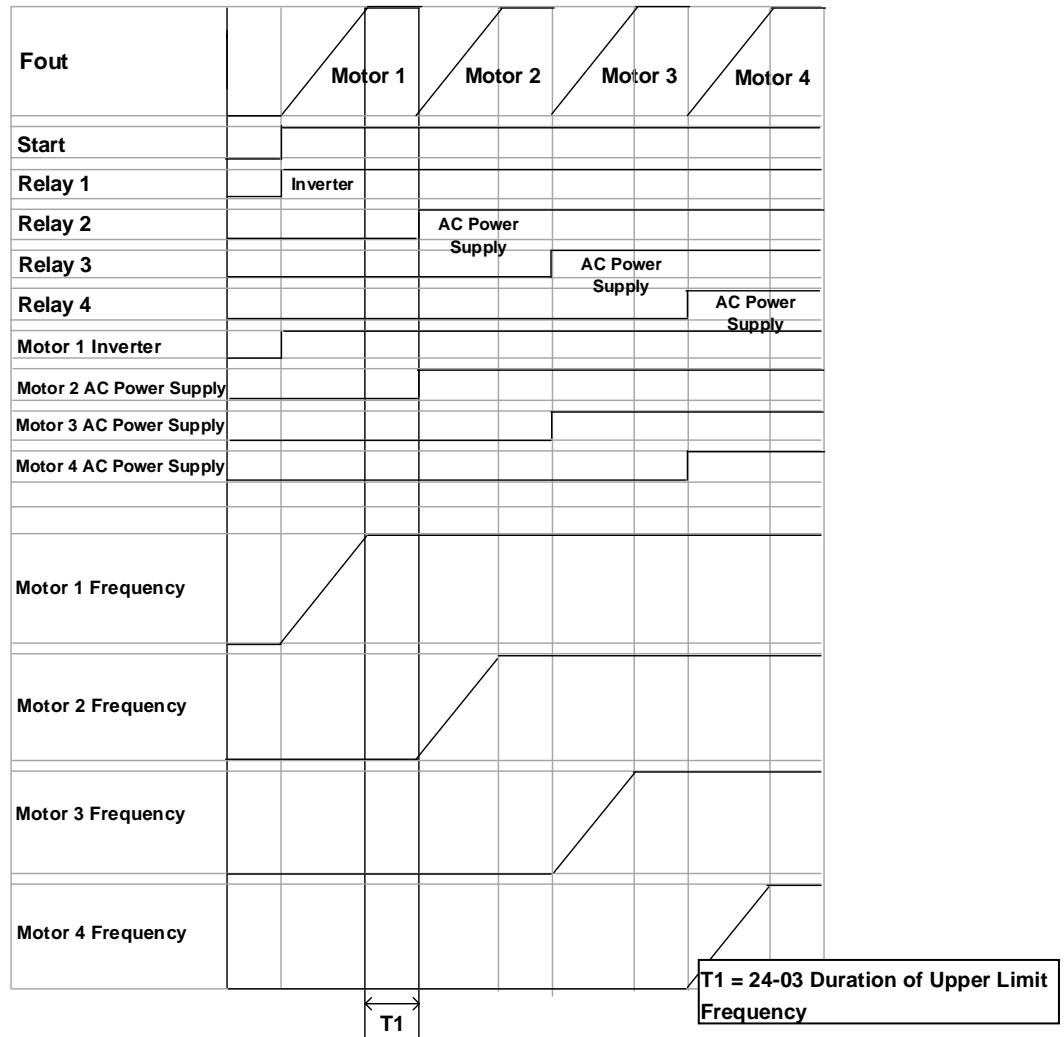 Fout
Motor 1
Motor 2
Motor 3
Motor 4
Start
Relay 1
Inverter
Relay 2
AC Power
Supply
Relay 3
AC Power
Supply
Relay 4
AC Power
Supply
Motor 1 Inverter
Motor 2 AC Power Supply
Motor 3 AC Power Supply
Motor 4 AC Power Supply
Motor 1 Frequency
Motor 2 Frequency
Motor 3 Frequency
Motor 4 Frequency
T1 = 24-03 Duration of Upper Limit
Frequency
T1